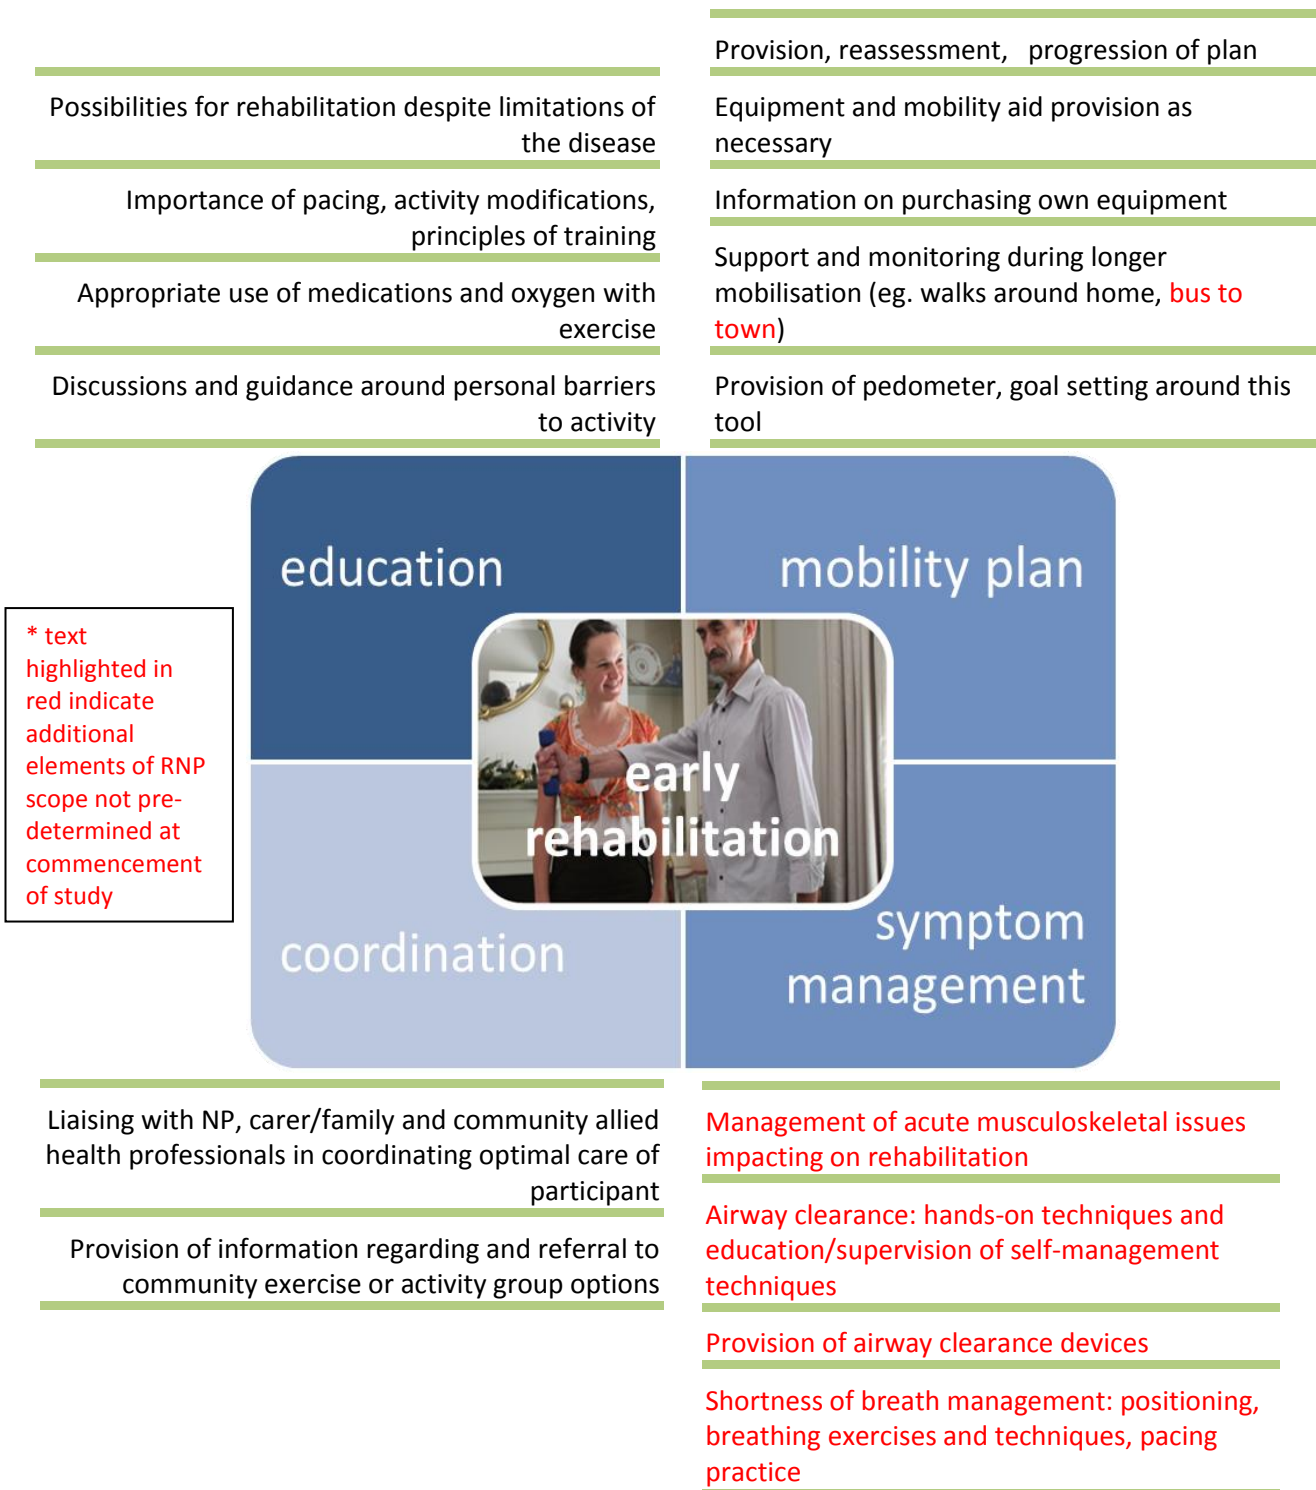 Possibilities for rehabilitation despite limitations of
the disease
Importance of pacing, activity modifications,
principles of training
Appropriate use of medications and oxygen with
exercise
Discussions and guidance around personal barriers
to activity
Provision, reassessment,   progression of plan
Equipment and mobility aid provision as
necessary
Information on purchasing own equipment
Support and monitoring during longer
mobilisation (eg. walks around home, bus to
town)
Provision of pedometer, goal setting around this
tool
education
mobility plan
* text
highlighted in
red indicate
additional
elements of RNP
scope not pre-
determined at
commencement
of study
early
rehabilitation
coordination
symptom
management
Liaising with NP, carer/family and community allied
health professionals in coordinating optimal care of
participant
Provision of information regarding and referral to
community exercise or activity group options
Management of acute musculoskeletal issues
impacting on rehabilitation
Airway clearance: hands-on techniques and
education/supervision of self-management
techniques
Provision of airway clearance devices
Shortness of breath management: positioning,
breathing exercises and techniques, pacing
practice